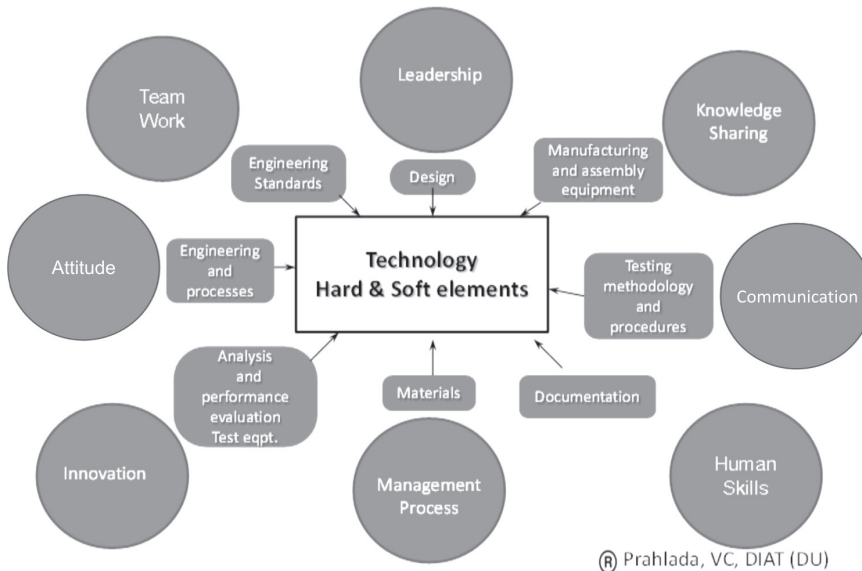 Leadership
Team
Work
Knowledge
Sharing
Engineering
Standards
Design
Manufacturing
and assembly
equipment
Attitude
Engineering
and
processes
Technology
Hard & Soft elements
Testing
methodology
and
procedures
Communication
Analysis
and
performance
evaluation
Test eqpt.
Materials
Documentation
Innovation
Management
Process
Human
Skills
® Prahlada, VC, DIAT (DU)